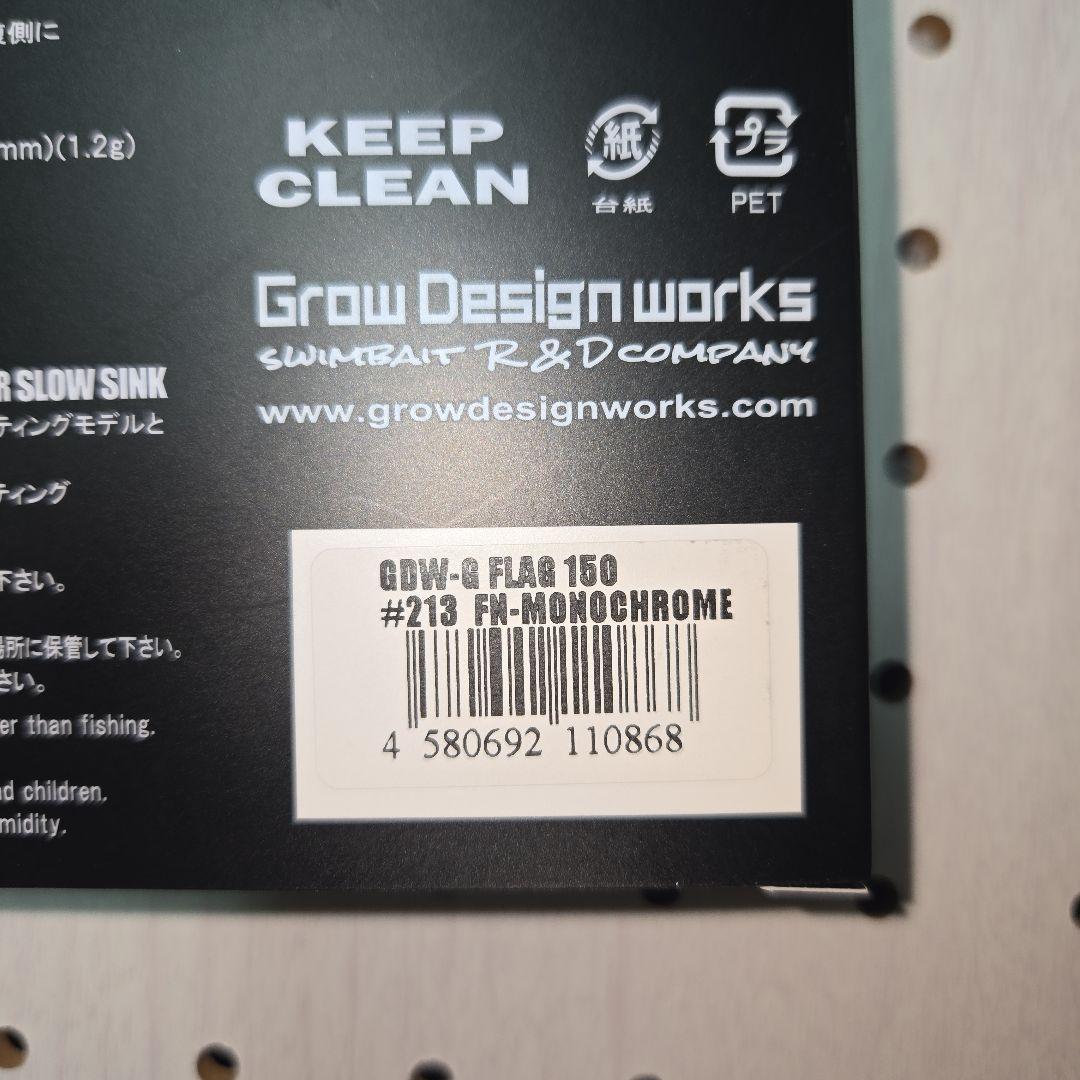 側に
mm)(1.2g)
KEEP
CLEAN
紙
台紙
プラ
PET
Grow Design works
SWIMBAIT R & D COMPANY
www.growdesignworks.com
R SLOW SINK
ティングモデルと
ティング
下さい。
場所に保管して下さい。
さい。
er than fishing.
nd children.
midity.
GDW-G FLAG 150
#213 FN-MONOCHROME
4 580692 110868